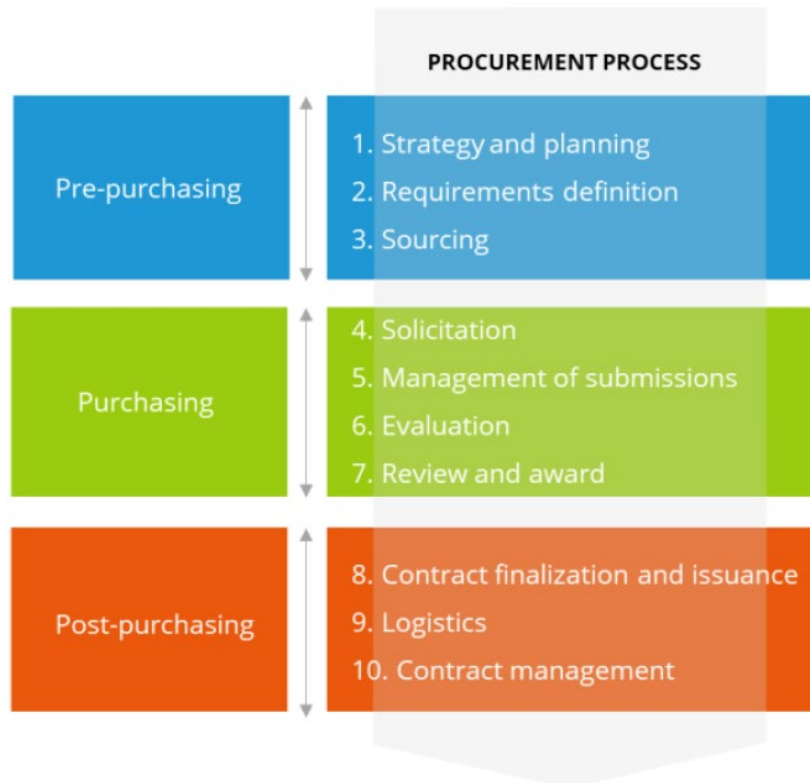 PROCUREMENT PROCESS
Pre-purchasing
1. Strategy and planning
2. Requirements definition
3. Sourcing
Purchasing
4. Solicitation
5. Management of submissions
6. Evaluation
7. Review and award
Post-purchasing
8. Contract finalization and issuance
9. Logistics
10. Contract management